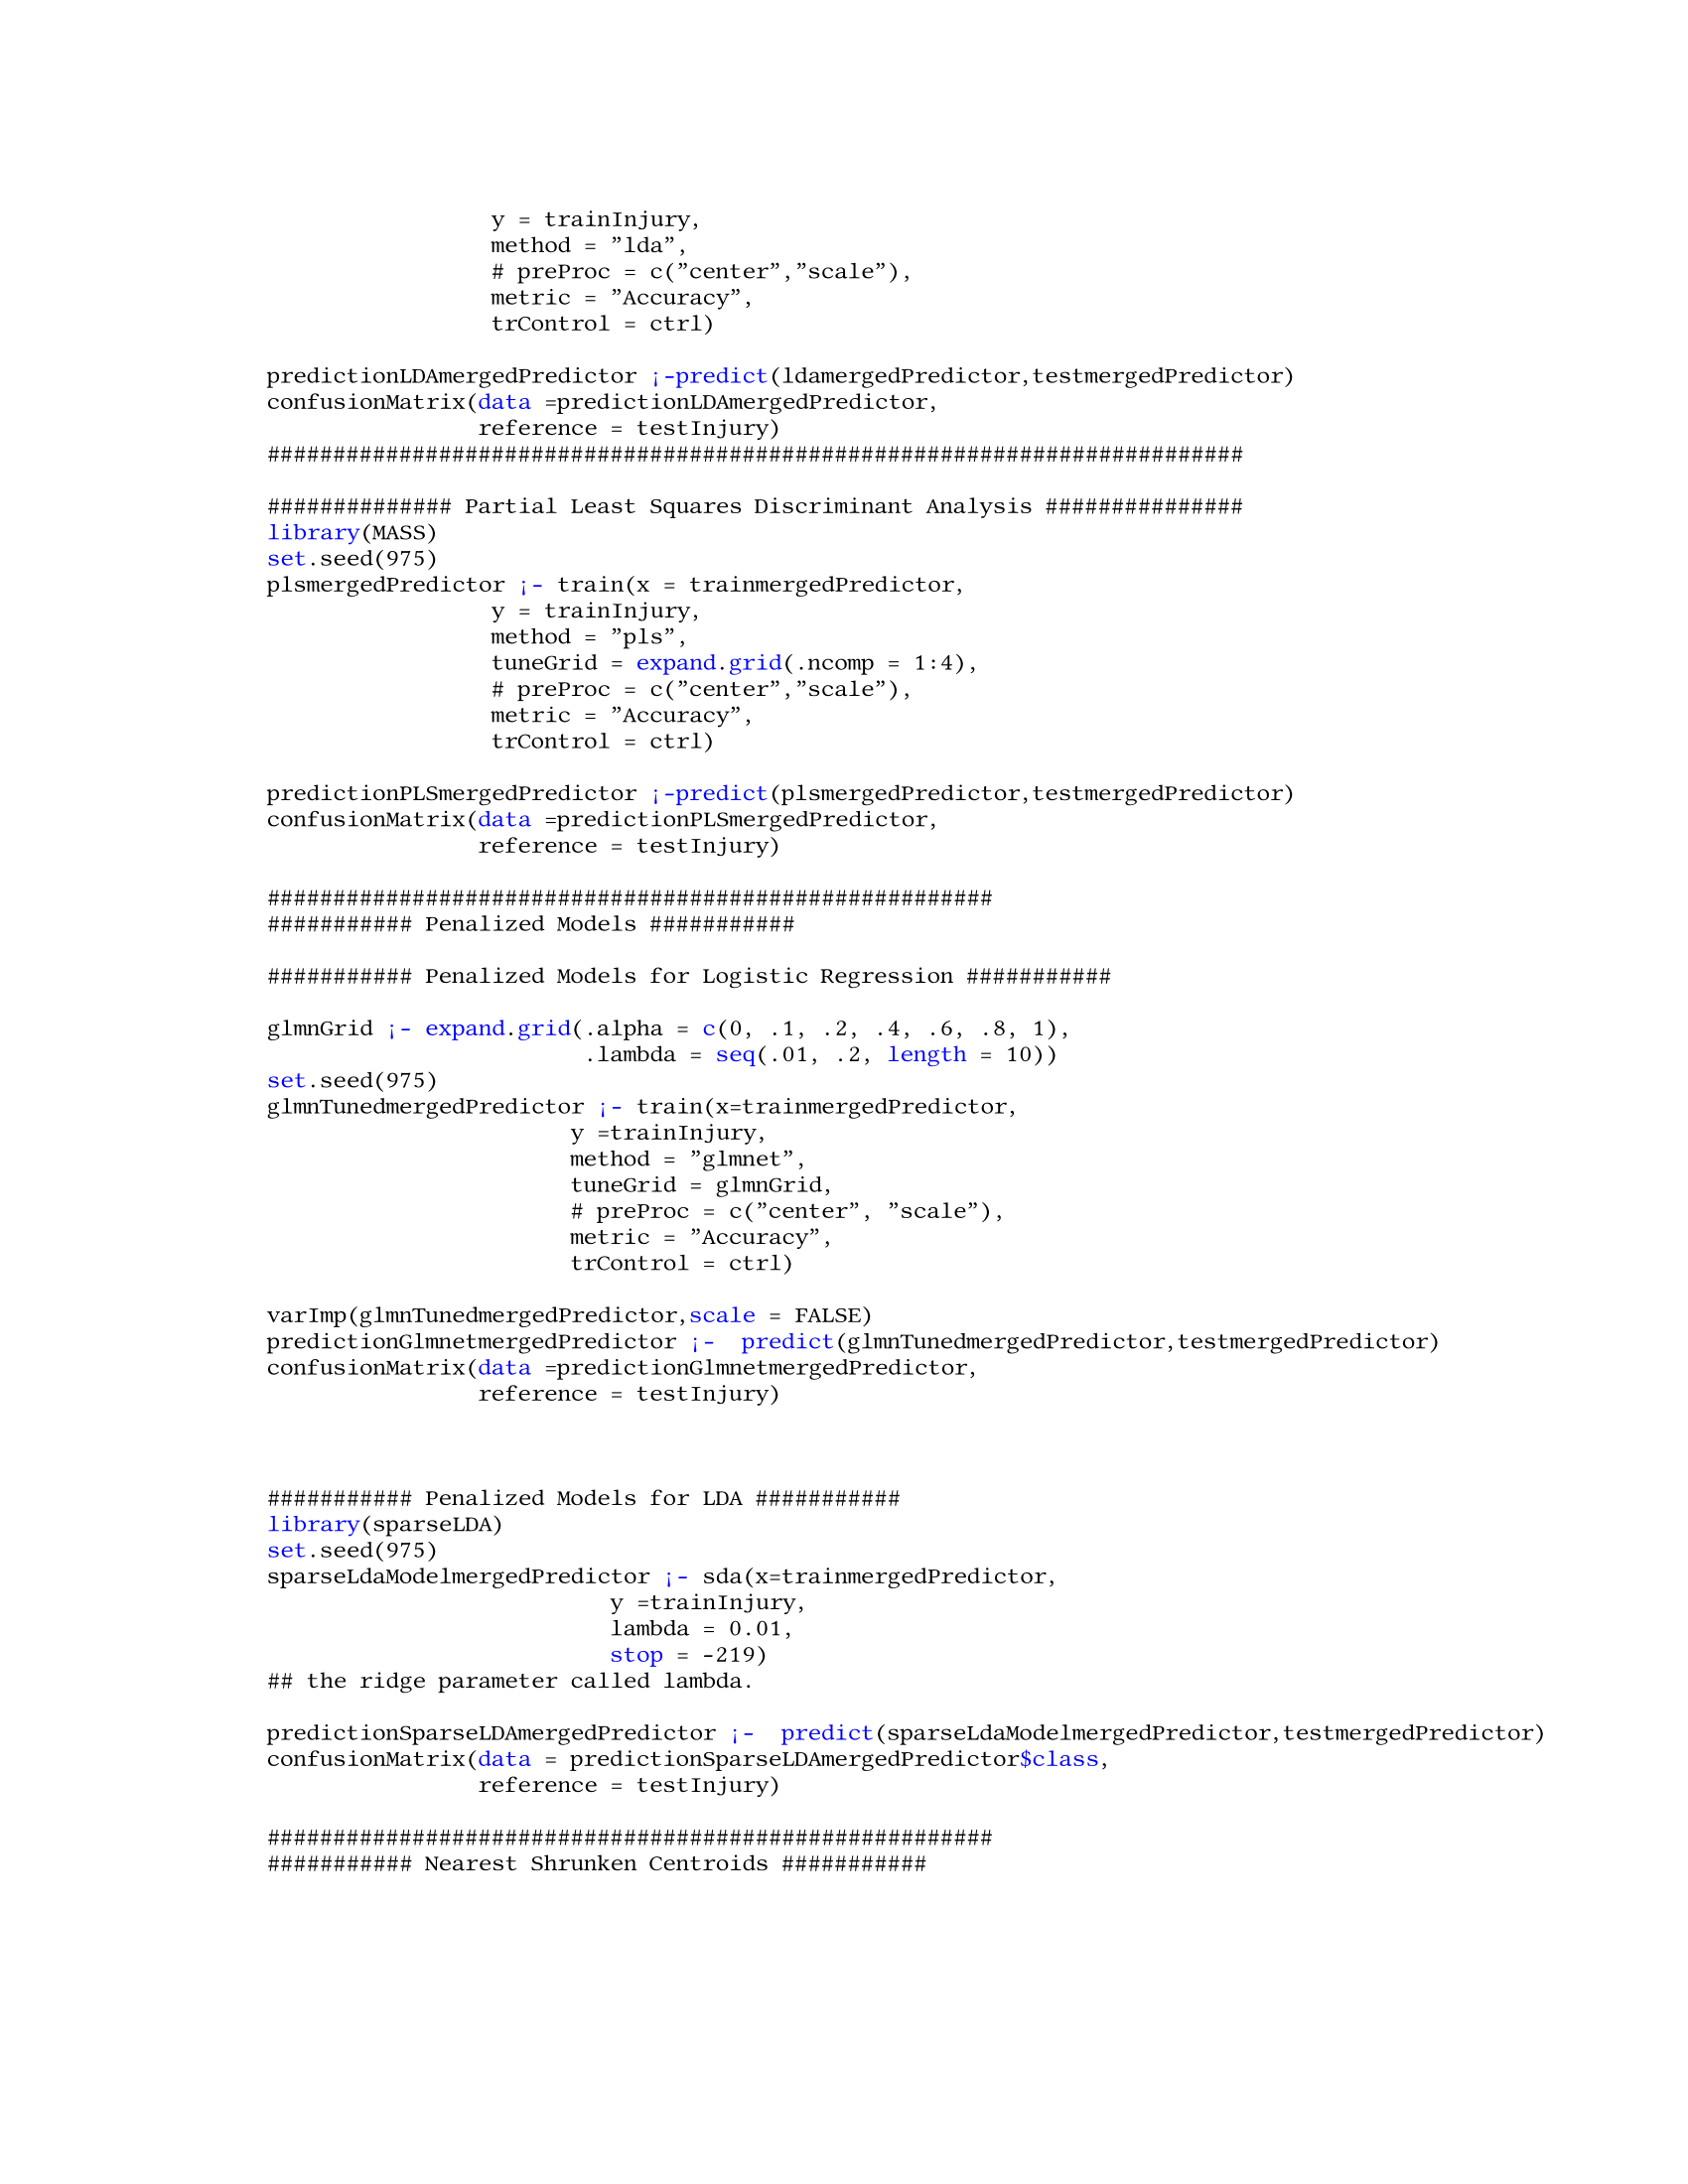 y = trainInjury,
                 method = ”lda”,
                 # preProc = c(”center”,”scale”),
                 metric = ”Accuracy”,
                 trControl = ctrl)

predictionLDAmergedPredictor ¡-predict(ldamergedPredictor,testmergedPredictor)
confusionMatrix(data =predictionLDAmergedPredictor,
                reference = testInjury)
##########################################################################

############## Partial Least Squares Discriminant Analysis ###############
library(MASS)
set.seed(975)
plsmergedPredictor ¡- train(x = trainmergedPredictor,
                 y = trainInjury,
                 method = ”pls”,
                 tuneGrid = expand.grid(.ncomp = 1:4),
                 # preProc = c(”center”,”scale”),
                 metric = ”Accuracy”,
                 trControl = ctrl)

predictionPLSmergedPredictor ¡-predict(plsmergedPredictor,testmergedPredictor)
confusionMatrix(data =predictionPLSmergedPredictor,
                reference = testInjury)

#######################################################
########### Penalized Models ###########

########### Penalized Models for Logistic Regression ###########

glmnGrid ¡- expand.grid(.alpha = c(0, .1, .2, .4, .6, .8, 1),
                        .lambda = seq(.01, .2, length = 10))
set.seed(975)
glmnTunedmergedPredictor ¡- train(x=trainmergedPredictor,
                       y =trainInjury,
                       method = ”glmnet”,
                       tuneGrid = glmnGrid,
                       # preProc = c(”center”, ”scale”),
                       metric = ”Accuracy”,
                       trControl = ctrl)

varImp(glmnTunedmergedPredictor,scale = FALSE)
predictionGlmnetmergedPredictor ¡-  predict(glmnTunedmergedPredictor,testmergedPredictor)
confusionMatrix(data =predictionGlmnetmergedPredictor,
                reference = testInjury)

########### Penalized Models for LDA ###########
library(sparseLDA)
set.seed(975)
sparseLdaModelmergedPredictor ¡- sda(x=trainmergedPredictor,
                          y =trainInjury,
                          lambda = 0.01,
                          stop = -219)
## the ridge parameter called lambda.

predictionSparseLDAmergedPredictor ¡-  predict(sparseLdaModelmergedPredictor,testmergedPredictor)
confusionMatrix(data = predictionSparseLDAmergedPredictor$class,
                reference = testInjury)

#######################################################
########### Nearest Shrunken Centroids ###########